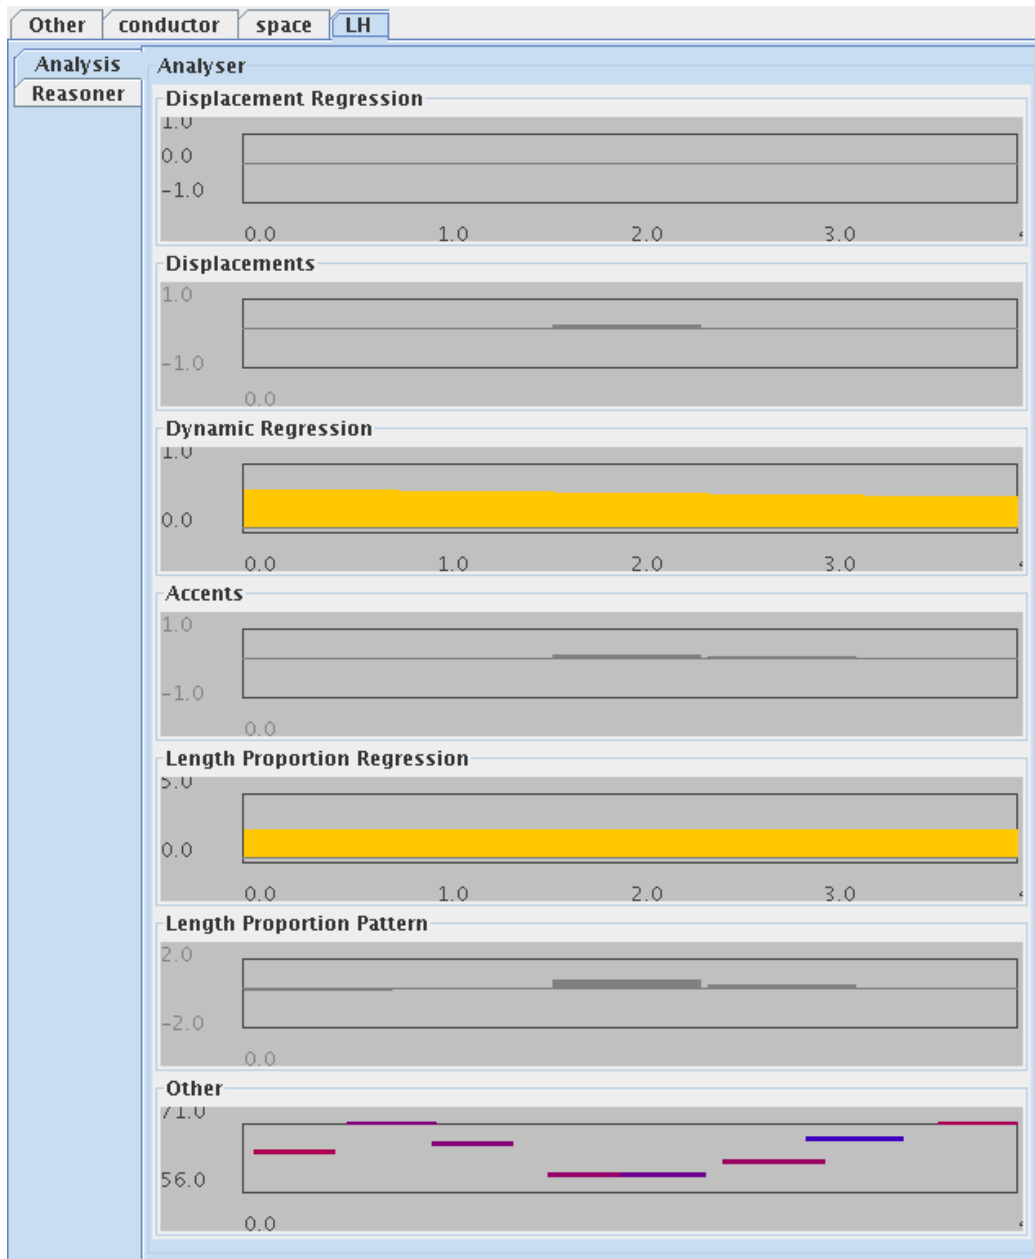 Other conductor space LH
Analysis
Reasoner
Analyser
Displacement Regression
1.0
0.0
-1.0
0.0 1.0 2.0 3.0
Displacements
1.0
-1.0
0.0
Dynamic Regression
1.0
0.0
0.0 1.0 2.0 3.0
Accents
1.0
-1.0
0.0
Length Proportion Regression
5.0
0.0
0.0 1.0 2.0 3.0
Length Proportion Pattern
2.0
-2.0
0.0
Other
71.0
56.0
0.0